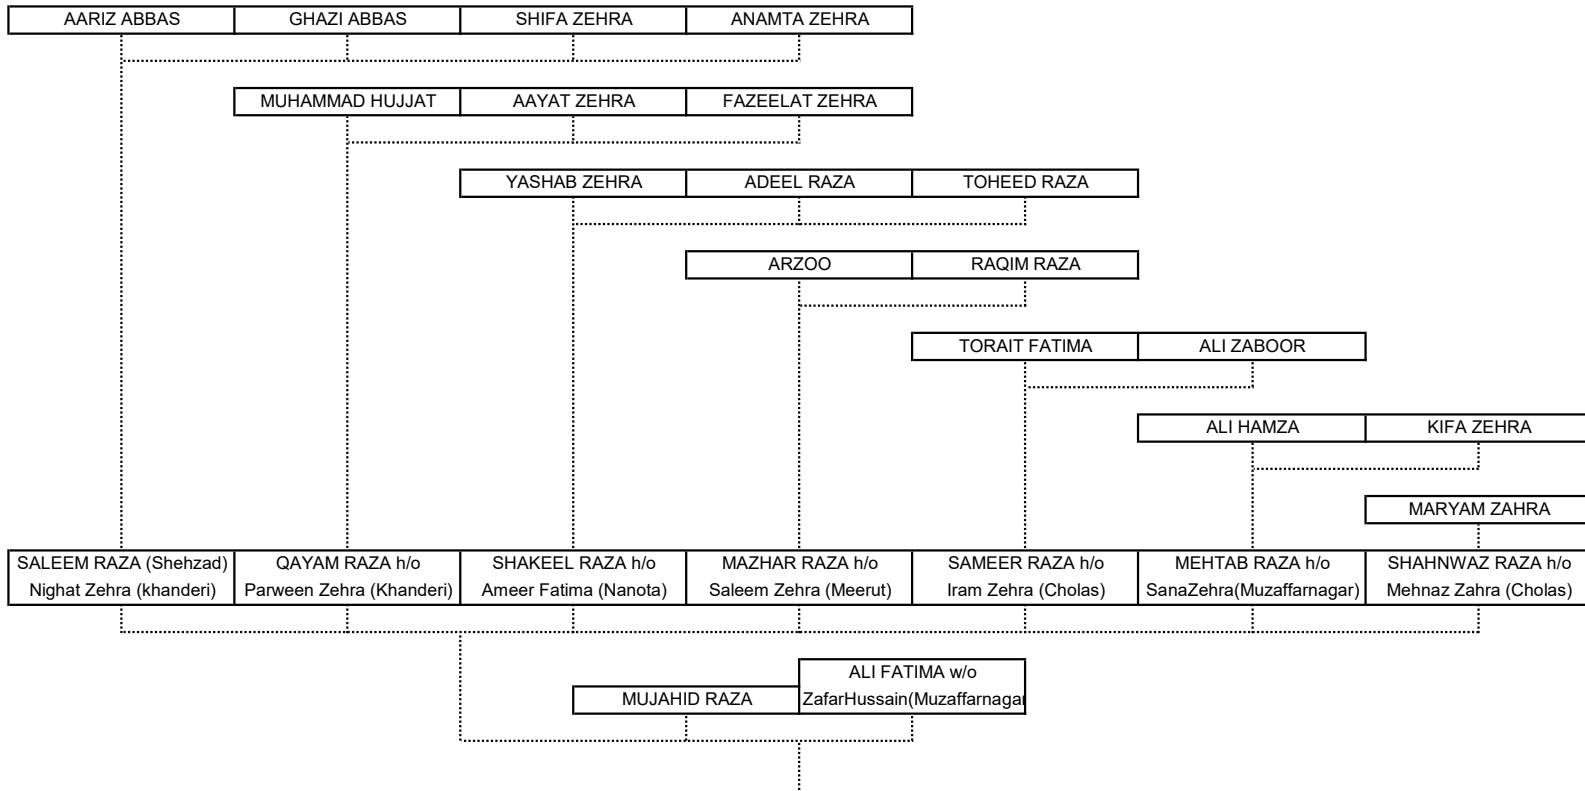 AARIZ ABBAS GHAZI ABBAS SHIFA ZEHRA ANAMTA ZEHRA
MUHAMMAD HUJJAT AAYAT ZEHRA FAZEELAT ZEHRA
YASHAB ZEHRA ADEEL RAZA TOHEED RAZA
ARZOO RAQIM RAZA
TORAIT FATIMA ALI ZABOOR
ALI HAMZA KIFA ZEHRA
MARYAM ZAHRA
SALEEM RAZA (Shehzad) QAYAM RAZA h/o SHAKEEL RAZA h/o MAZHAR RAZA h/o SAMEER RAZA h/o MEHTAB RAZA h/o SHAHNWAZ RAZA h/o
Nighat Zehra (khanderi) Parween Zehra (Khanderi) Ameer Fatima (Nanota) Saleem Zehra (Meerut) Iram Zehra (Cholas) SanaZehra(Muzaffarnagar) Mehnaz Zahra (Cholas)
ALI FATIMA w/o
MUJAHID RAZA ZafarHussain(Muzaffarnagar